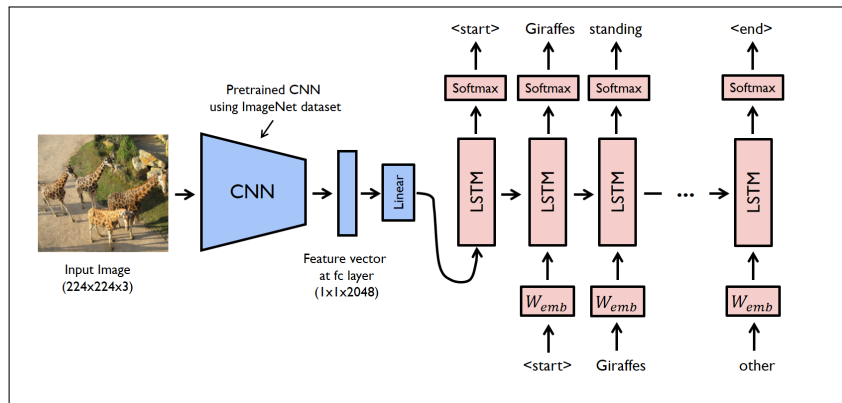 <start> Giraffes standing <end>
Softmax Softmax Softmax Softmax
Pretrained CNN
using ImageNet dataset
CNN
Linear
LSTM LSTM LSTM ... LSTM
Input Image
(224x224x3)
Feature vector
at fc layer
(1x1x2048)
W_emb W_emb W_emb
<start> Giraffes other